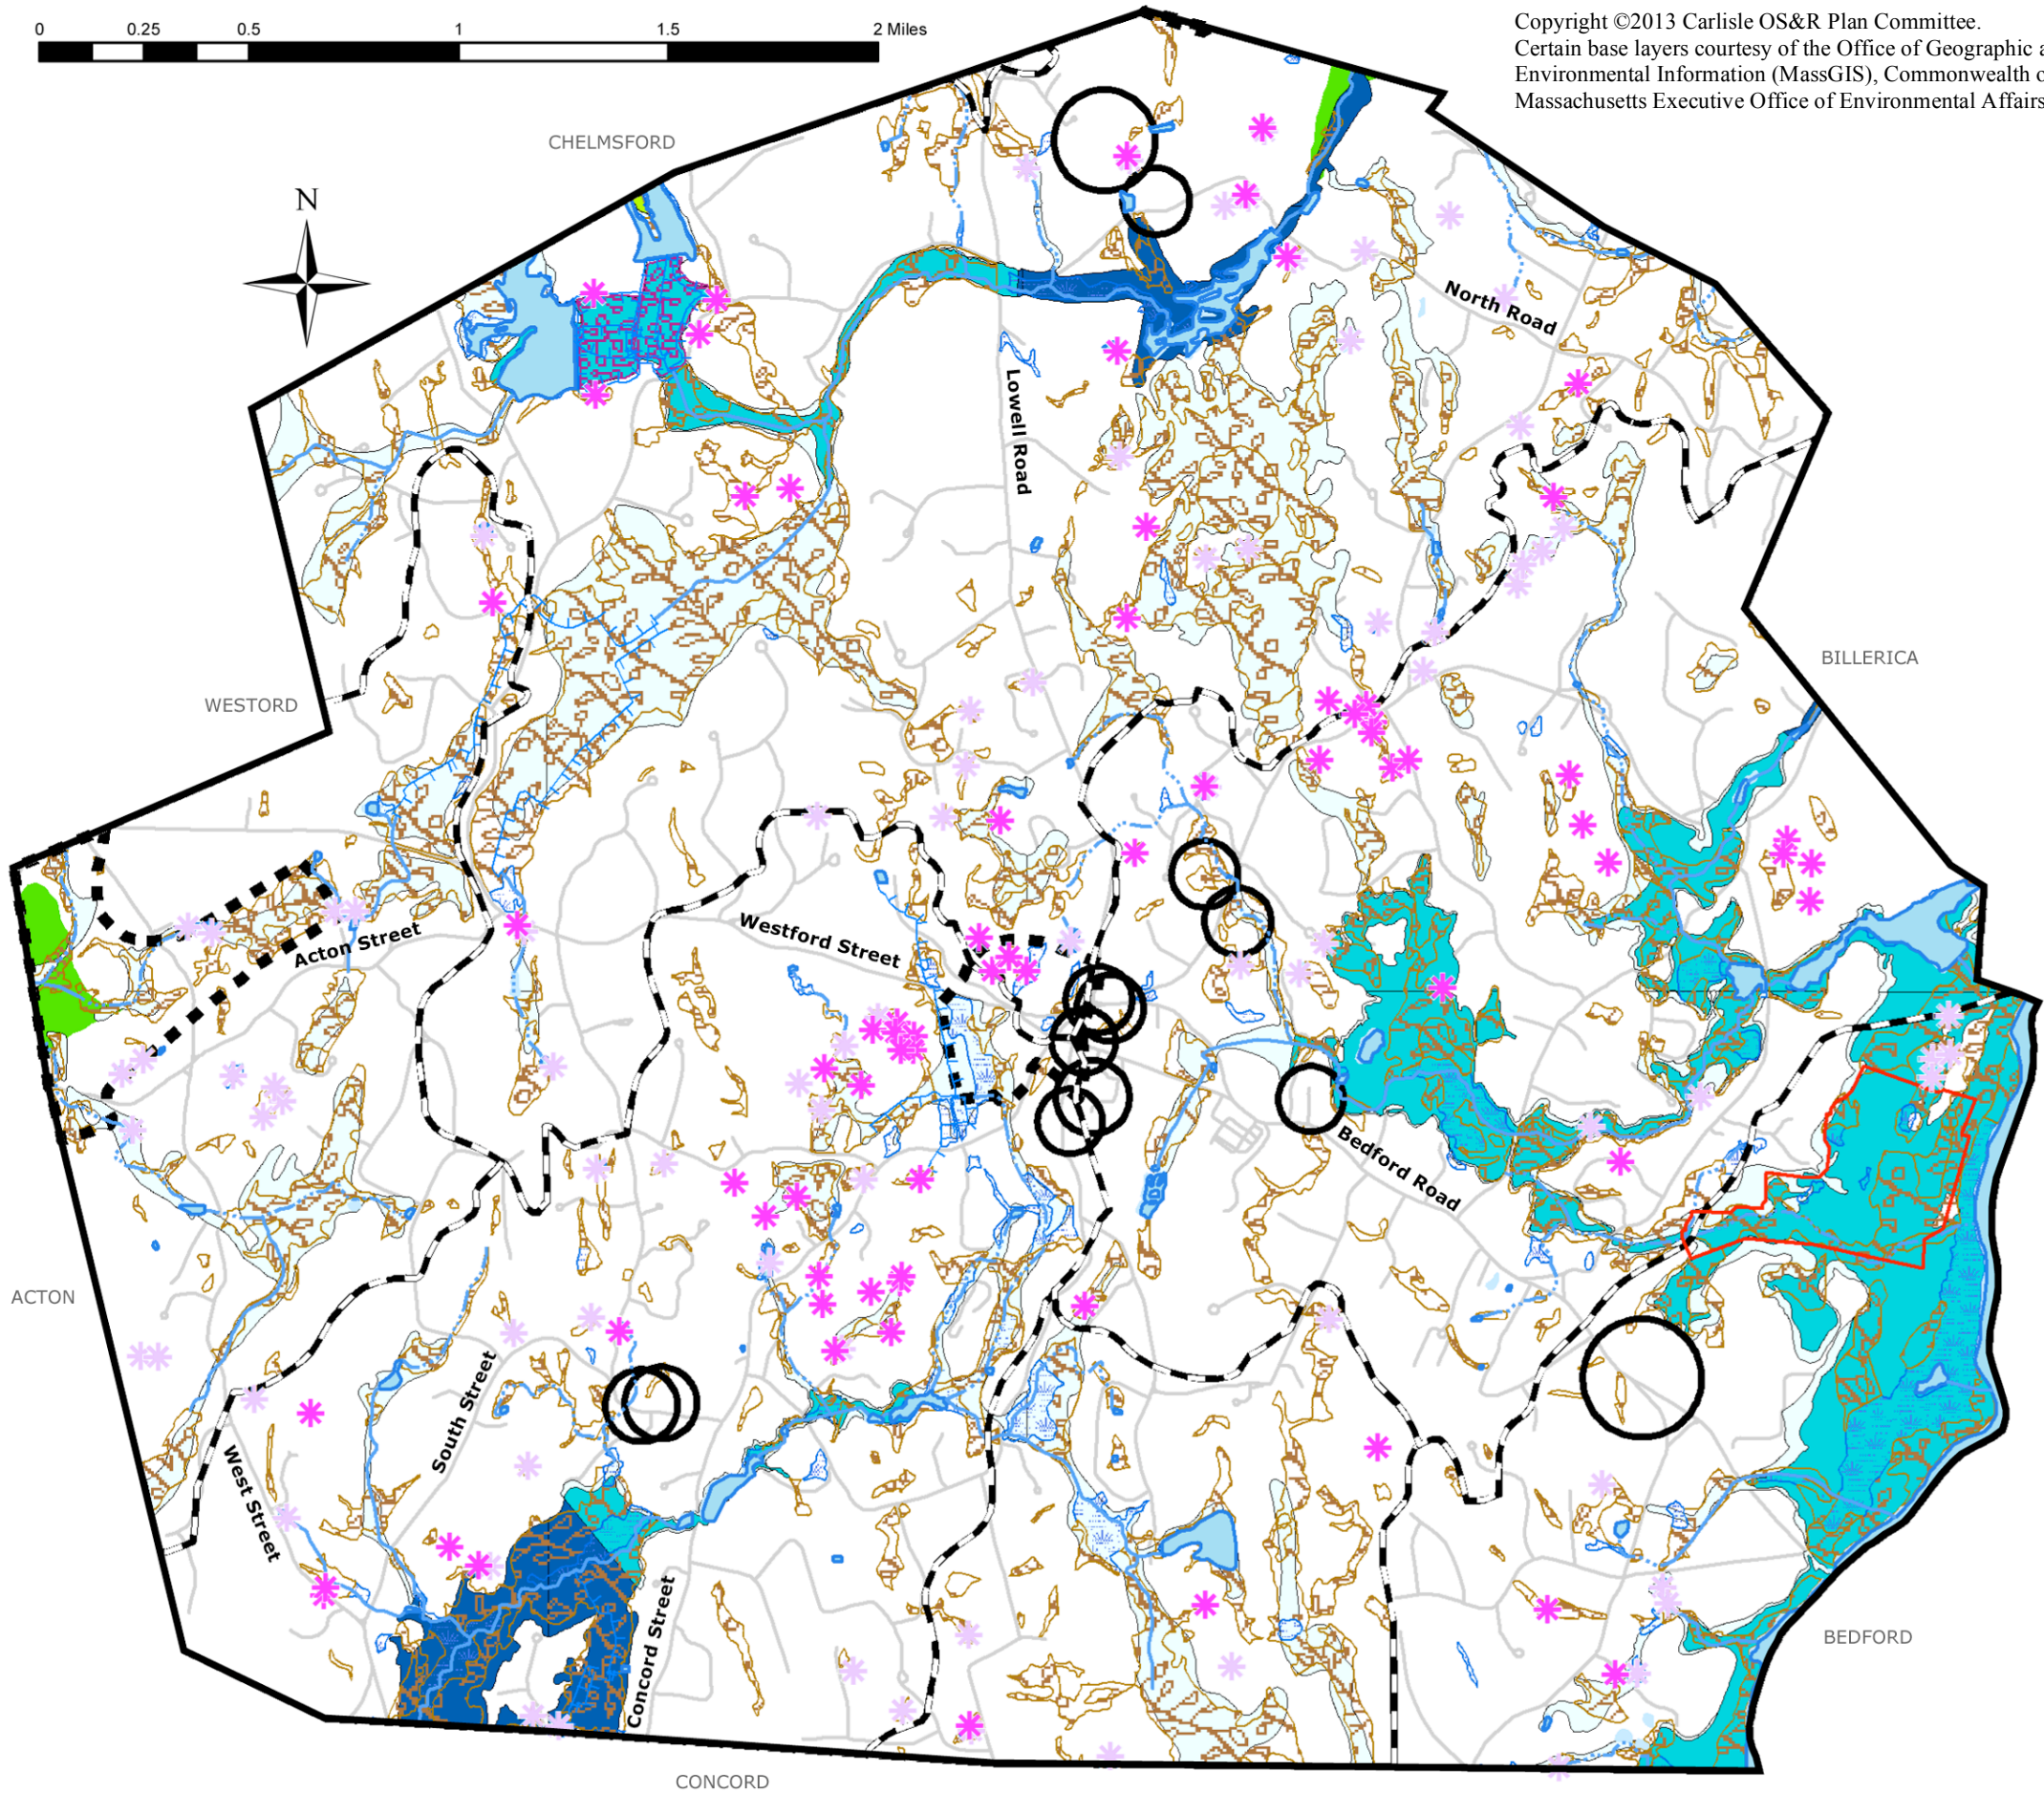 0 0.25 0.5 1 1.5 2 Miles
Copyright ©2013 Carlisle OS&R Plan Committee.
Certain base layers courtesy of the Office of Geographic a
Environmental Information (MassGIS), Commonwealth o
Massachusetts Executive Office of Environmental Affairs
CHELMSFORD
N
North Road
Lowell Road
BILLERICA
WESTORD
Westford Street
Acton Street
Bedford Road
ACTON
South Street
West Street
Concord Street
BEDFORD
CONCORD